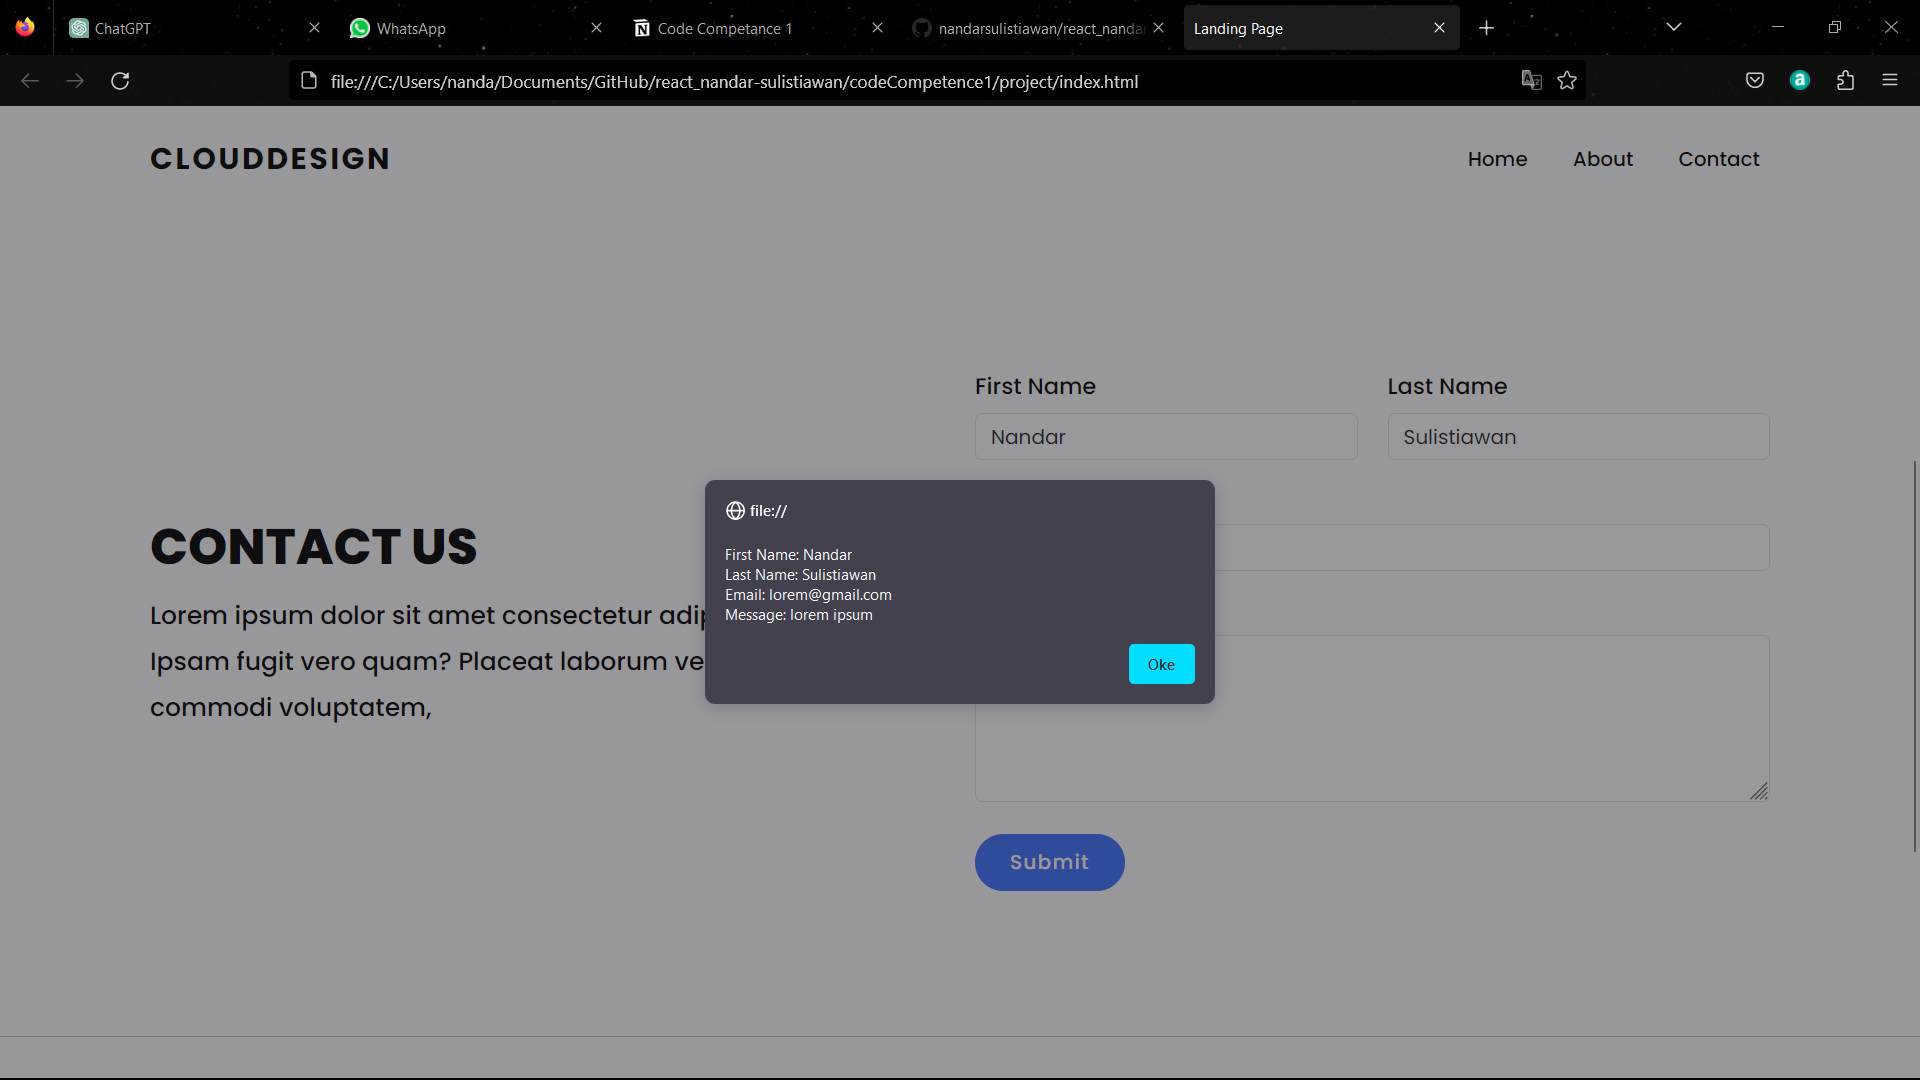 ChatGPT
WhatsApp
Code Competance 1
nandarsulistiawan/react_nandar
Landing Page
file:///C:/Users/nanda/Documents/GitHub/react_nandar-sulistiawan/codeCompetence1/project/index.html
CLOUDDESIGN
Home
About
Contact
First Name
Last Name
Nandar
Sulistiawan
CONTACT US
Lorem ipsum dolor sit amet consectetur adip
Ipsam fugit vero quam? Placeat laborum ve
commodi voluptatem,
file://
First Name: Nandar
Last Name: Sulistiawan
Email: lorem@gmail.com
Message: lorem ipsum
Oke
Submit